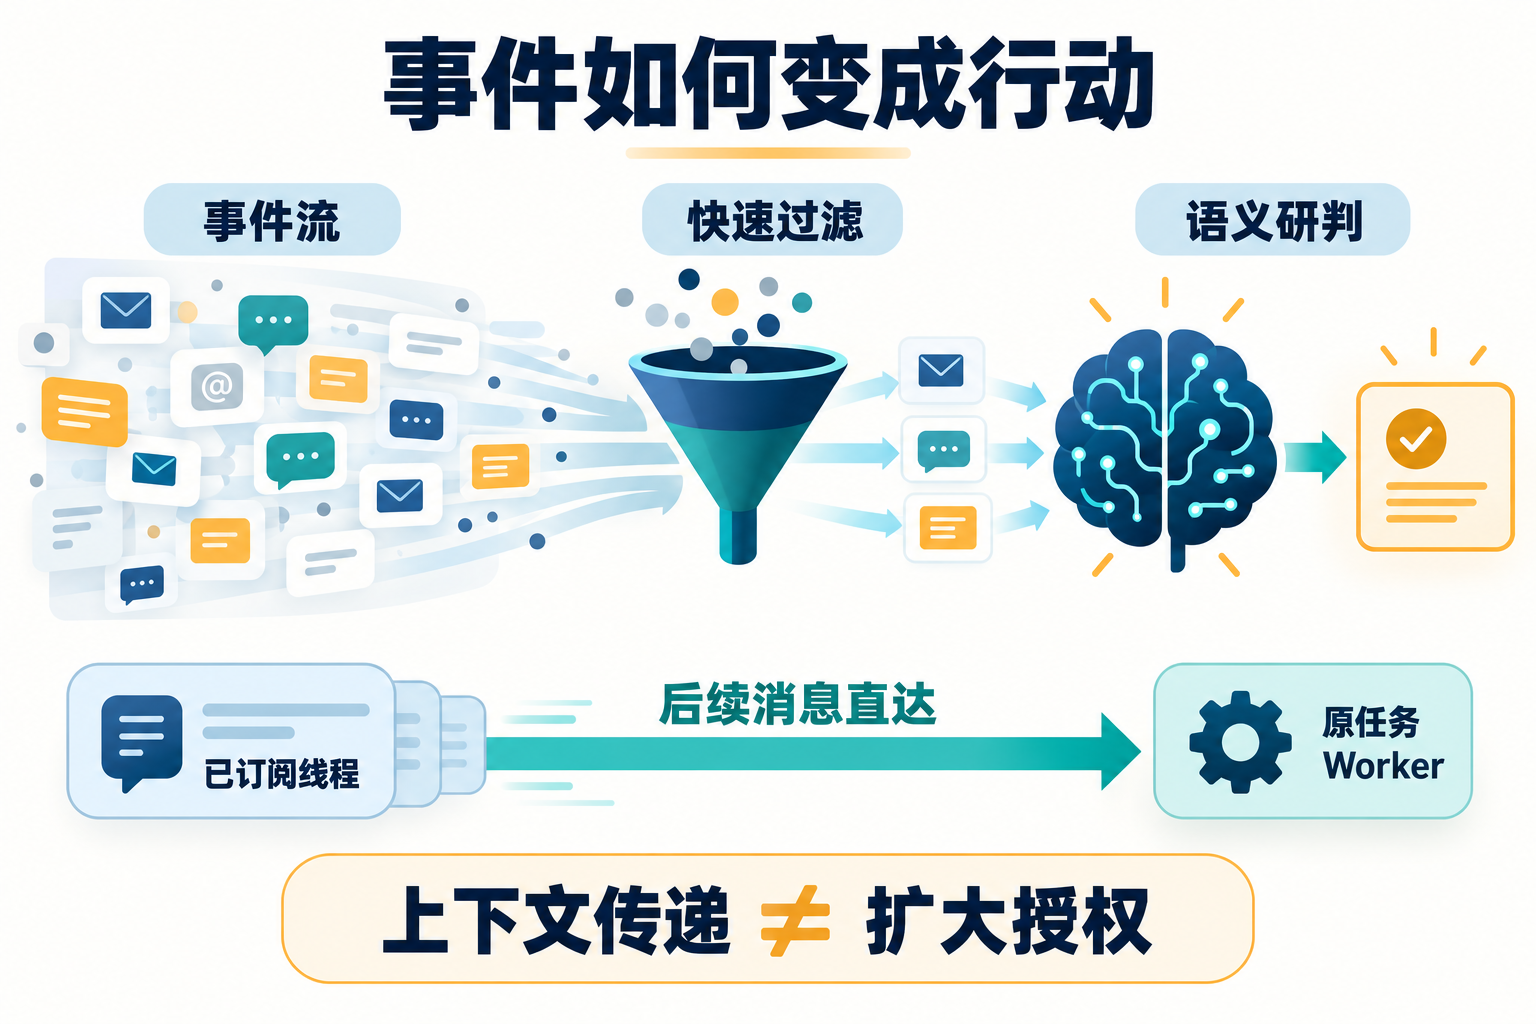 事件如何变成行动
事件流
快速过滤
语义研判
@
后续消息直达
已订阅线程
原任务
Worker
上下文传递 ≠ 扩大授权